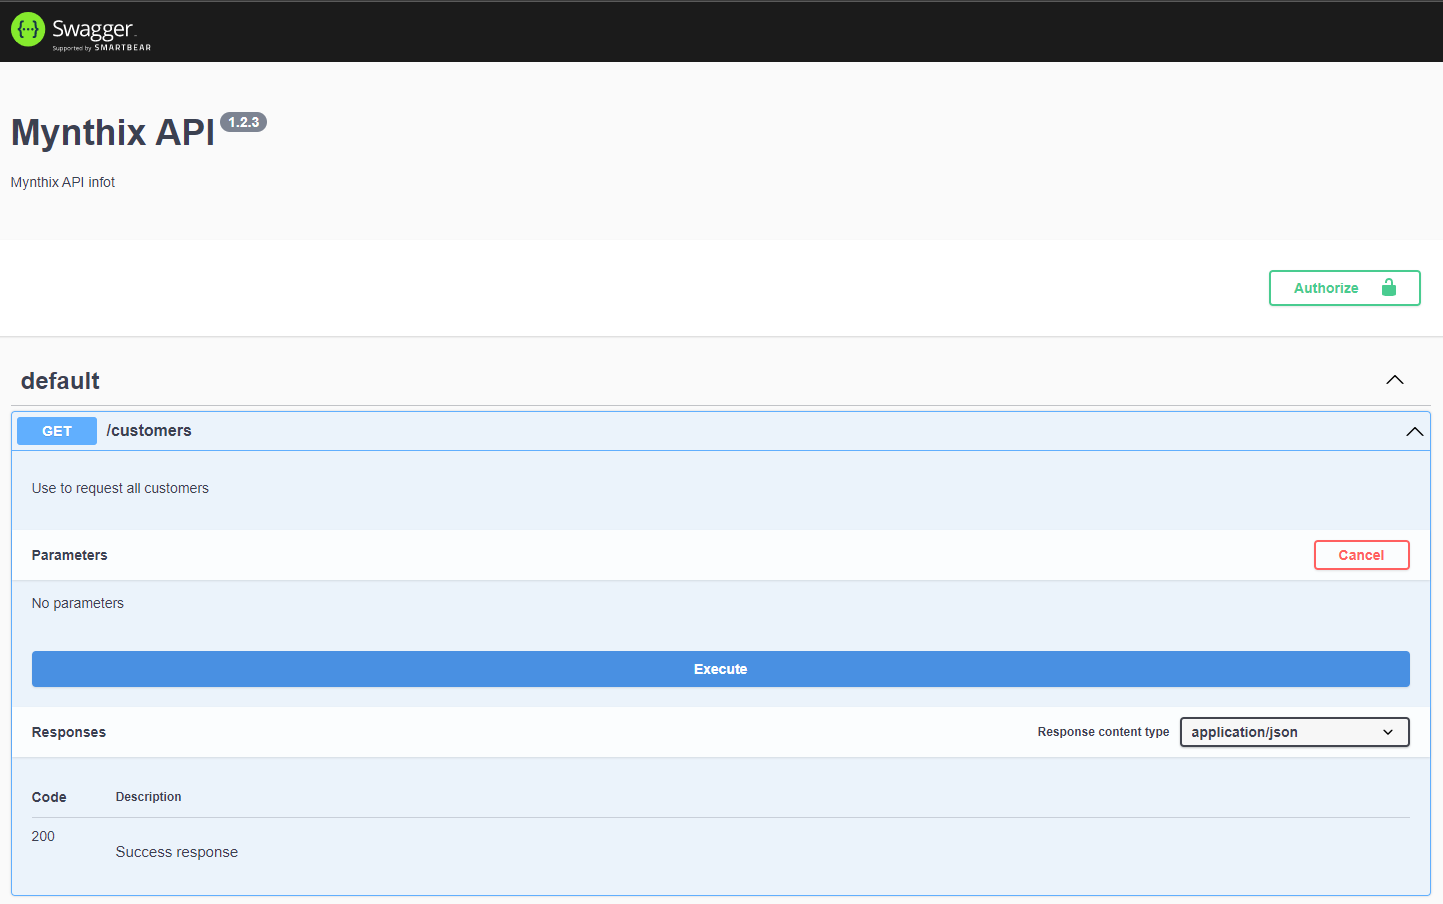 Swagger
Supported by SMARTBEAR
Mynthix API 1.2.3
Mynthix API infot
Authorize
default
GET /customers
Use to request all customers
Parameters
Cancel
No parameters
Execute
Responses
Response content type application/json
Code Description
200
Success response